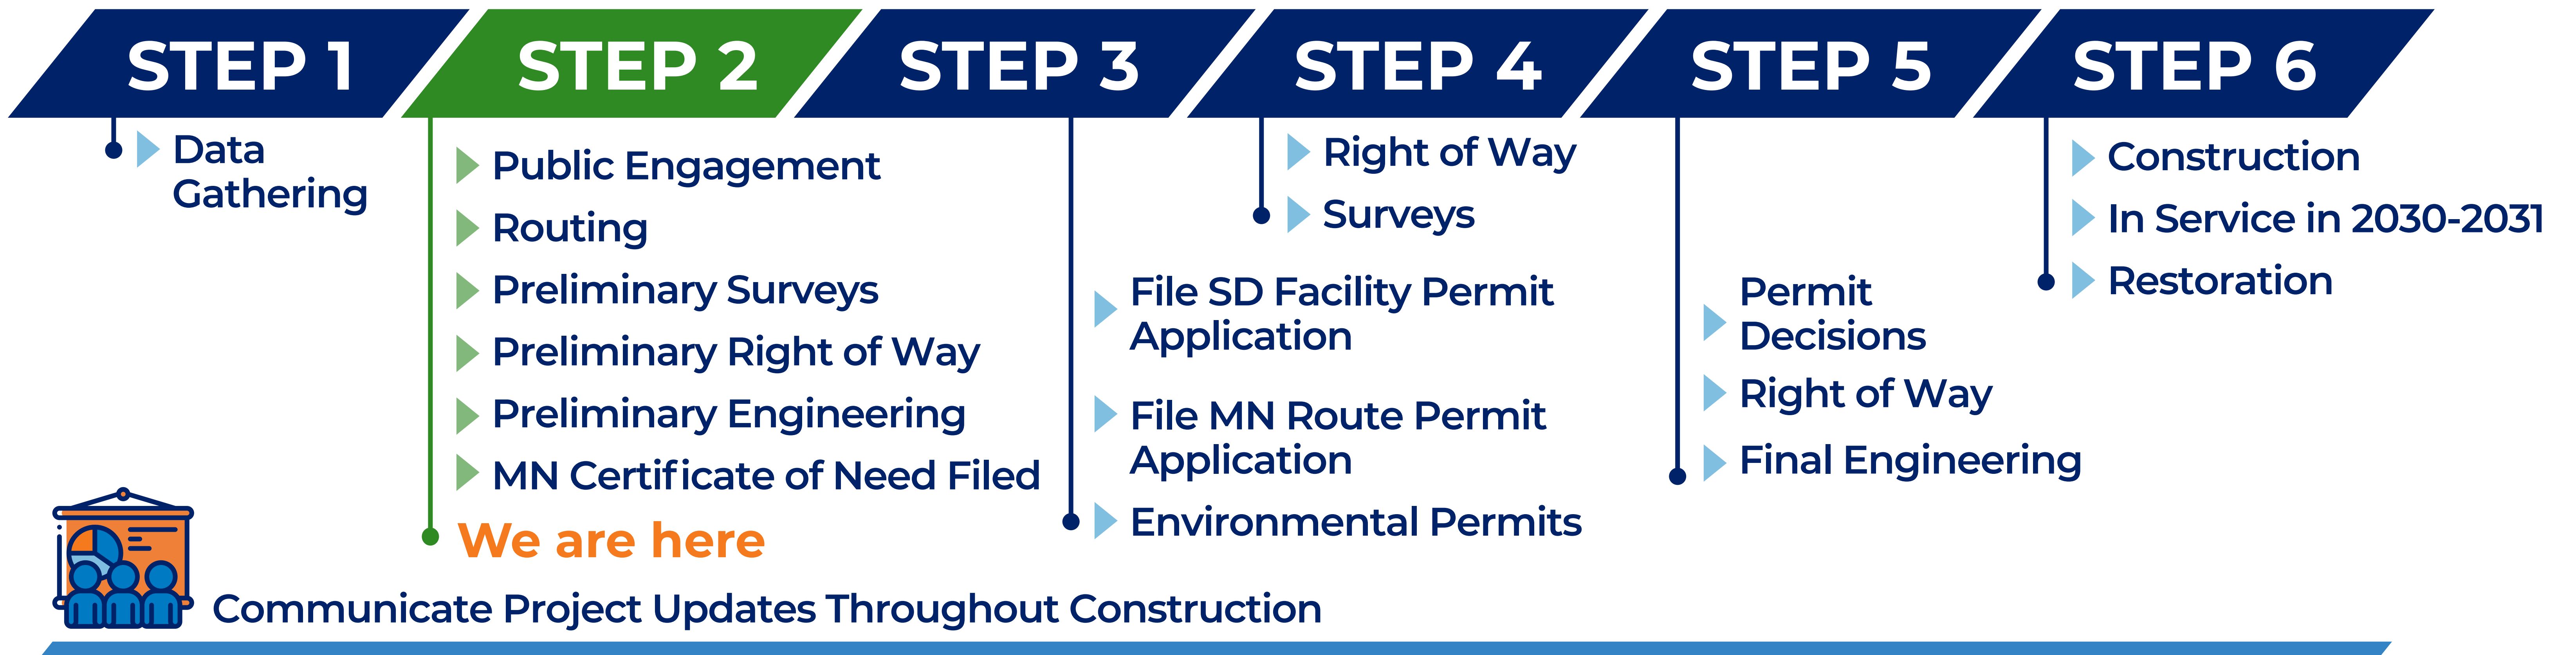 STEP 1
Data
Gathering
STEP 2
Public Engagement
Routing
Preliminary Surveys
Preliminary Right of Way
Preliminary Engineering
MN Certificate of Need Filed
We are here
STEP 3
File SD Facility Permit
Application
File MN Route Permit
Application
Environmental Permits
STEP 4
Right of Way
Surveys
STEP 5
Permit
Decisions
Right of Way
Final Engineering
STEP 6
Construction
In Service in 2030-2031
Restoration
Communicate Project Updates Throughout Construction